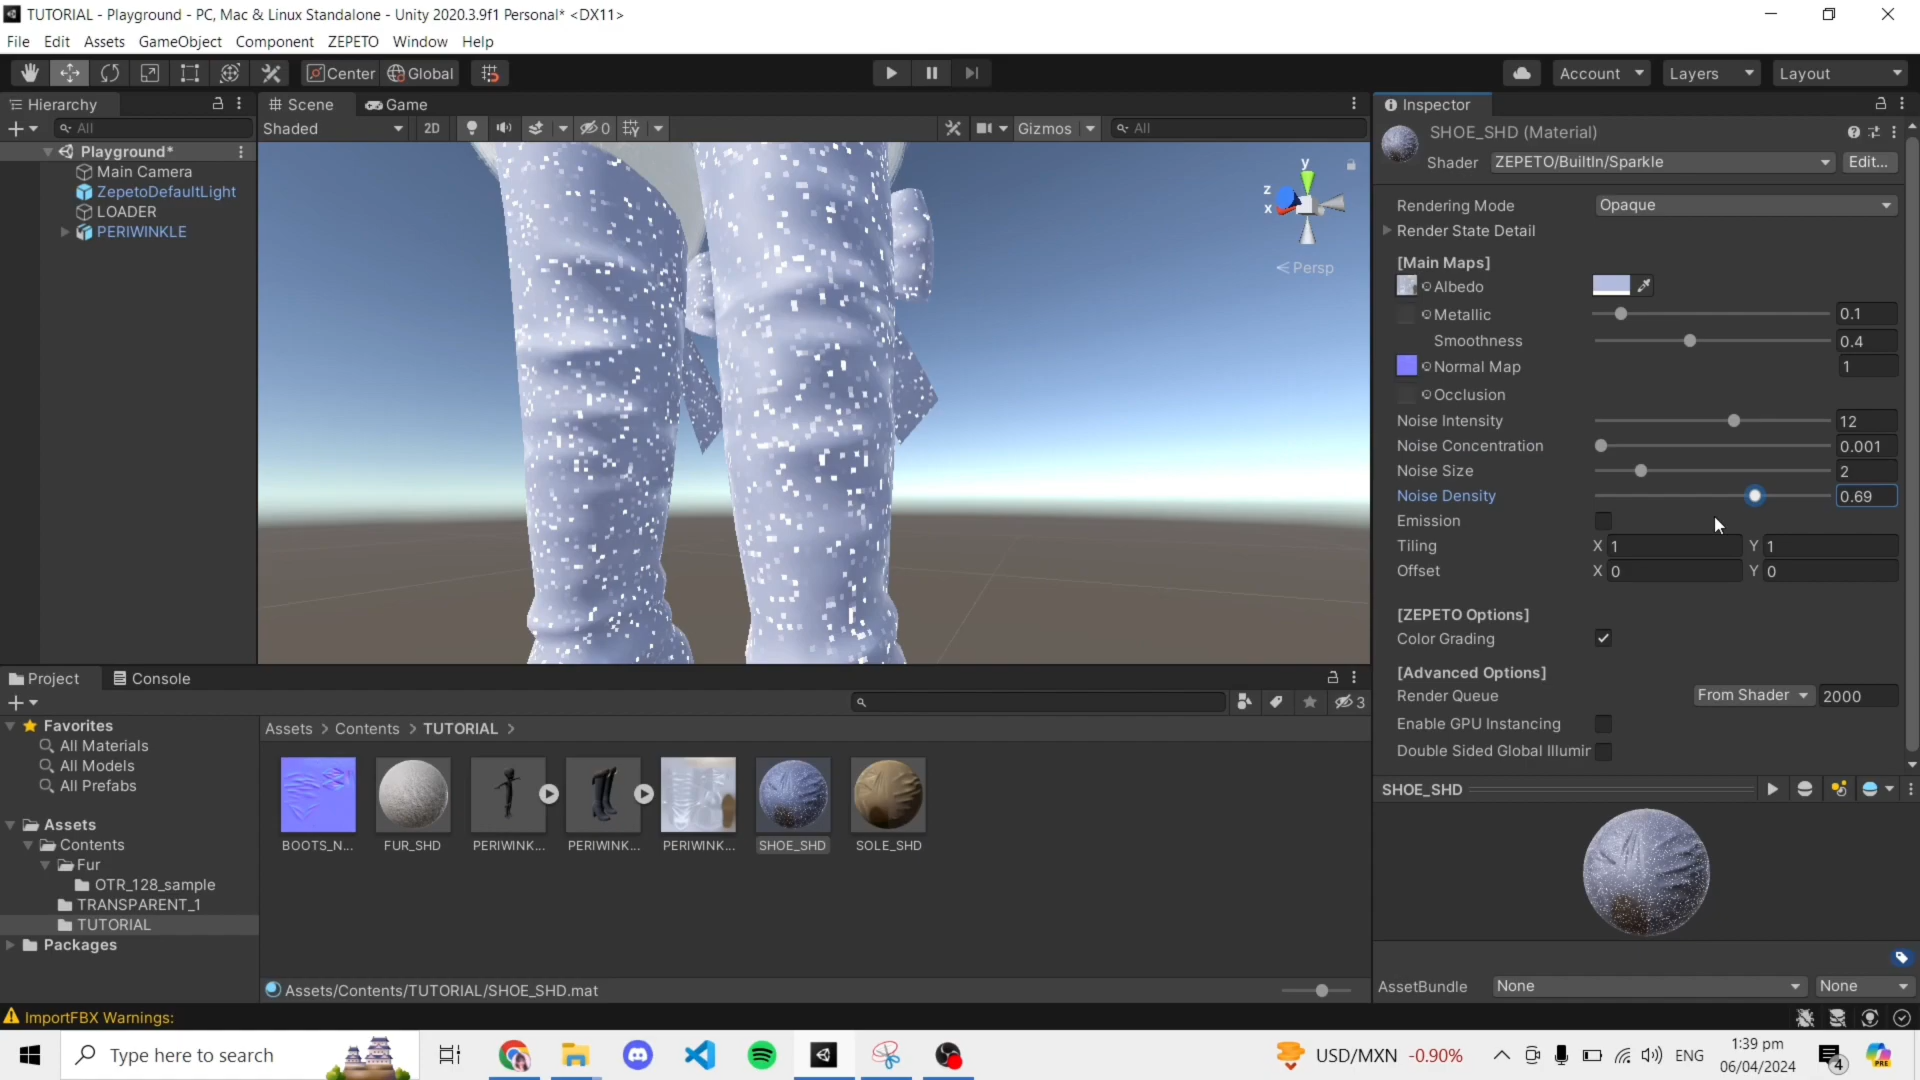 TUTORIAL - Playground - PC, Mac & Linux Standalone - Unity 2020.3.9f1 Personal* <DX11>
File Edit Assets GameObject Component ZEPETO Window Help
Center Global Account Layers Layout
Hierarchy Scene Game Inspector
All Shaded 2D 0 Gizmos All
SHOE_SHD (Material)
Shader ZEPETO/BuiltIn/Sparkle Edit...
Playground*
Main Camera
ZepetoDefaultLight
LOADER
PERIWINKLE
y
z
x
Persp
Rendering Mode Opaque
Render State Detail
[Main Maps]
Albedo
Metallic 0.1
Smoothness 0.4
Normal Map 1
Occlusion
Noise Intensity 12
Noise Concentration 0.001
Noise Size 2
Noise Density 0.69
Emission
Tiling X 1 Y 1
Offset X 0 Y 0
[ZEPETO Options]
Color Grading
[Advanced Options]
Render Queue From Shader 2000
Enable GPU Instancing
Double Sided Global Illumir
Project Console
3
Favorites
All Materials
All Models
All Prefabs
Assets
Contents
Fur
OTR_128_sample
TRANSPARENT_1
TUTORIAL
Packages
Assets > Contents > TUTORIAL >
BOOTS_N... FUR_SHD PERIWINK... PERIWINK... PERIWINK... SHOE_SHD SOLE_SHD
Assets/Contents/TUTORIAL/SHOE_SHD.mat
SHOE_SHD
AssetBundle None None
ImportFBX Warnings:
Type here to search
USD/MXN -0.90% ENG 1:39 pm
06/04/2024
4
PRE